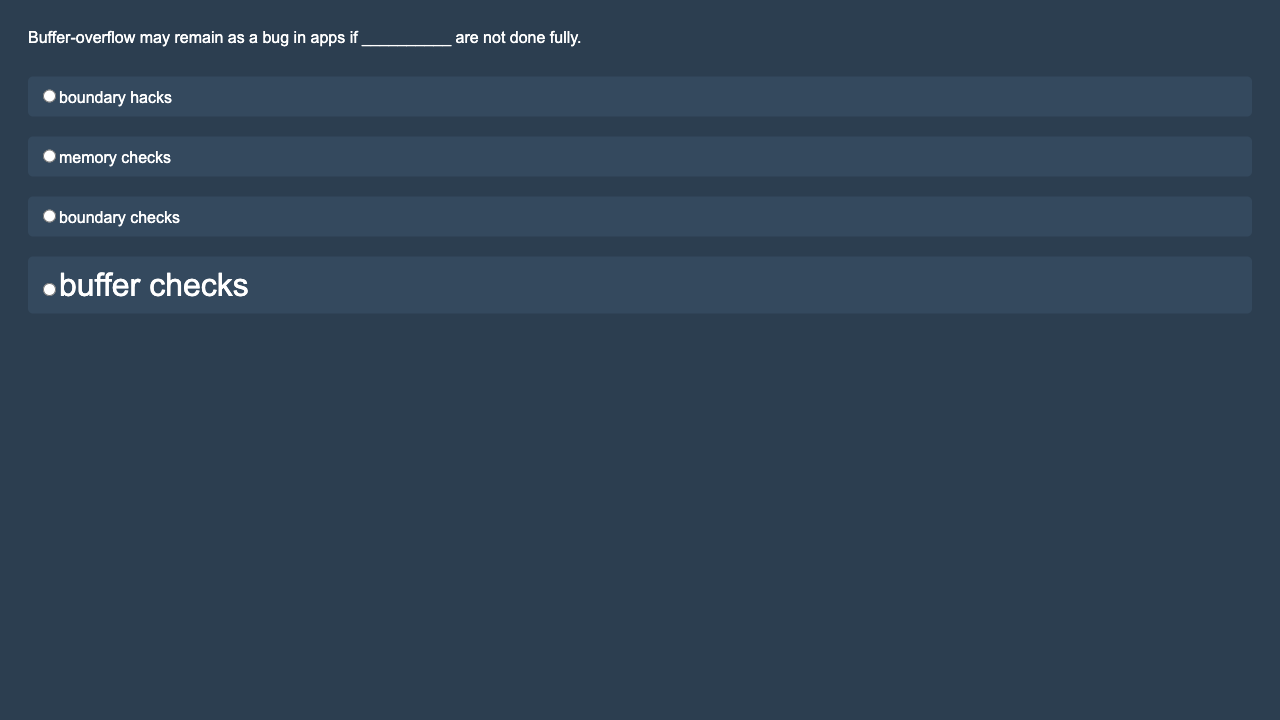 Buffer-overflow may remain as a bug in apps if __________ are not done fully.
boundary hacks
memory checks
boundary checks
buffer checks